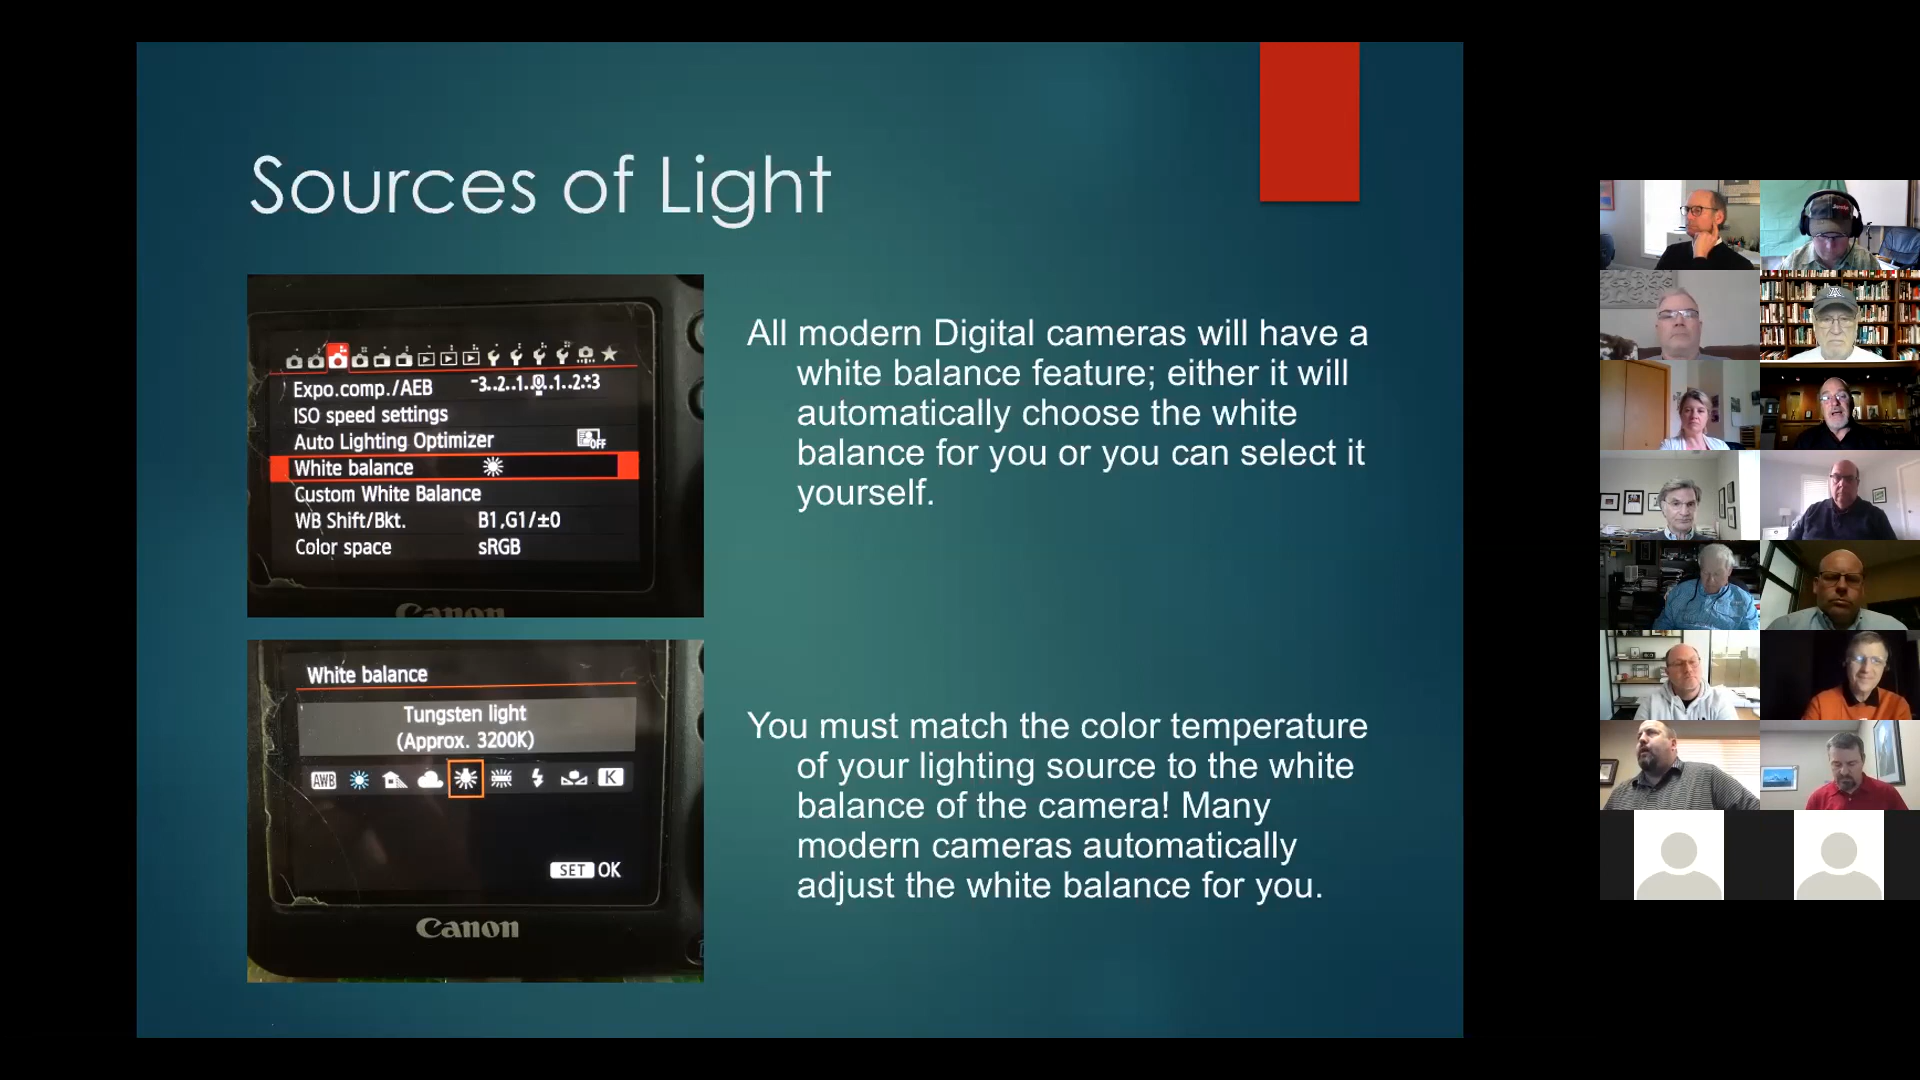 Sources of Light
Expo.comp./AEB -3..2..1..0..1..2..+3
ISO speed settings
Auto Lighting Optimizer OFF
White balance
Custom White Balance
WB Shift/Bkt. B1,G1/±0
Color space sRGB
Canon
White balance
Tungsten light
(Approx. 3200K)
AWB K
SET OK
Canon
All modern Digital cameras will have a
white balance feature; either it will
automatically choose the white
balance for you or you can select it
yourself.
You must match the color temperature
of your lighting source to the white
balance of the camera! Many
modern cameras automatically
adjust the white balance for you.